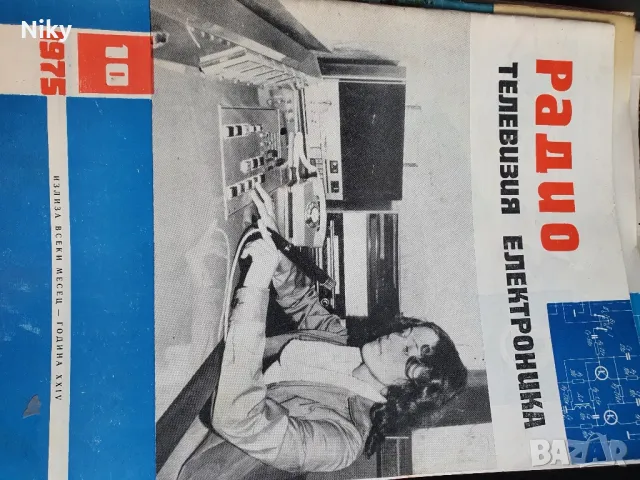 Niky
РАДИО
ТЕЛЕВИЗИЯ ЕЛЕКТРОНИКА
10
1975
ИЗЛИЗА ВСЕКИ МЕСЕЦ — ГОДИНА XXIV
BAZAR